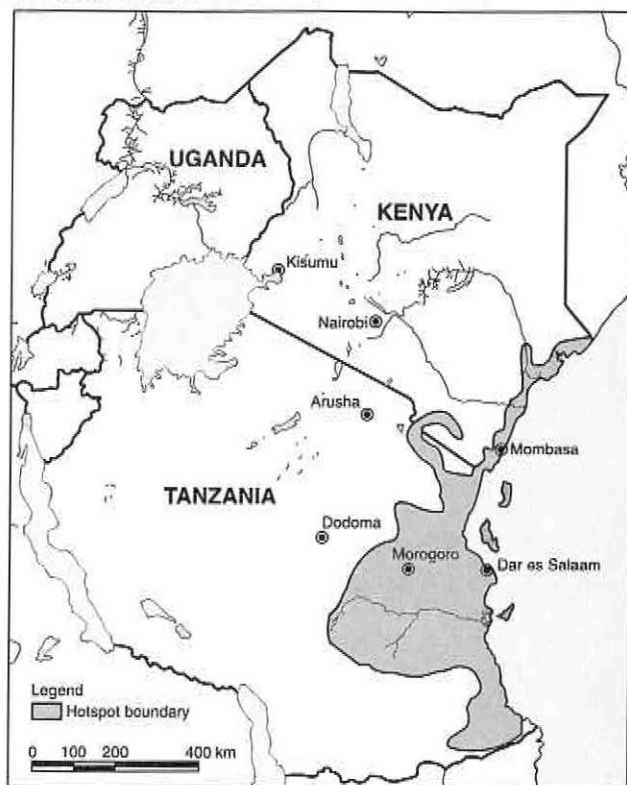 UGANDA
KENYA
Kisumu
Nairobi
Arusha
Mombasa
TANZANIA
Dodoma
Morogoro
Dar es Salaam
Legend
Hotspot boundary
0 100 200 400 km